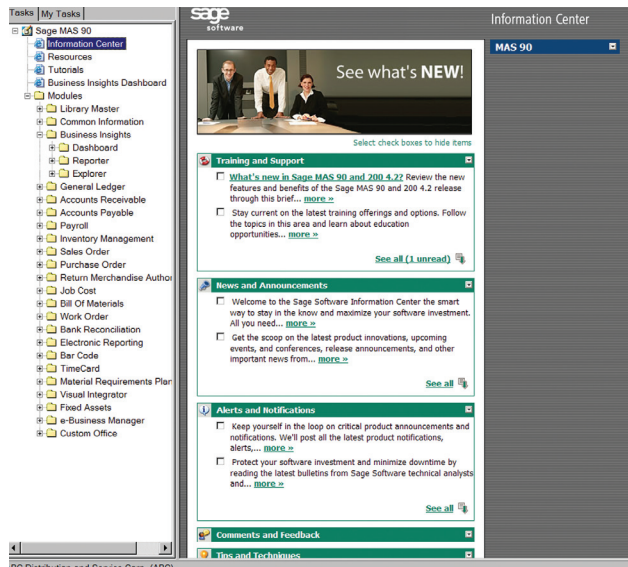 Tasks My Tasks
Sage MAS 90
Information Center
Resources
Tutorials
Business Insights Dashboard
Modules
Library Master
Common Information
Business Insights
Dashboard
Reporter
Explorer
General Ledger
Accounts Receivable
Accounts Payable
Payroll
Inventory Management
Sales Order
Purchase Order
Return Merchandise Author
Job Cost
Bill Of Materials
Work Order
Bank Reconciliation
Electronic Reporting
Bar Code
TimeCard
Material Requirements Plan
Visual Integrator
Fixed Assets
e-Business Manager
Custom Office
sage
software
Information Center
MAS 90
See what's NEW!
Select check boxes to hide items
Training and Support
What's new in Sage MAS 90 and 200 4.2? Review the new
features and benefits of the Sage MAS 90 and 200 4.2 release
through this brief... more »
Stay current on the latest training offerings and options. Follow
the topics in this area and learn about education
opportunities... more »
See all (1 unread)
News and Announcements
Welcome to the Sage Software Information Center the smart
way to stay in the know and maximize your software investment.
All you need... more »
Get the scoop on the latest product innovations, upcoming
events, and conferences, release announcements, and other
important news from... more »
See all
Alerts and Notifications
Keep yourself in the loop on critical product announcements and
notifications. We'll post all the latest product notifications,
alerts,... more »
Protect your software investment and minimize downtime by
reading the latest bulletins from Sage Software technical analysts
and... more »
See all
Comments and Feedback
Tips and Techniques
BC Distribution and Service Corp. (ABC)